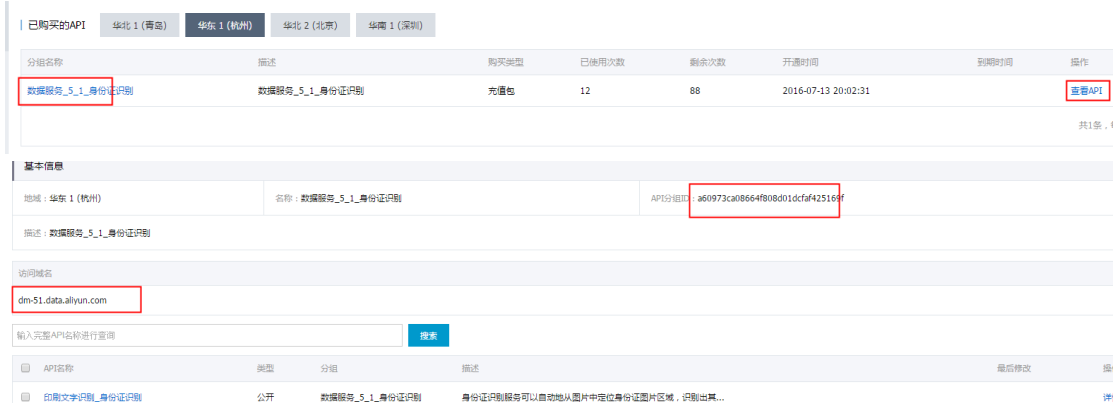 已购买的API 华北 1 (青岛) 华东 1 (杭州) 华北 2 (北京) 华南 1 (深圳)
分组名称 描述 购买类型 已使用次数 剩余次数 开通时间 到期时间 操作
数据服务_5_1_身份证识别 数据服务_5_1_身份证识别 充值包 12 88 2016-07-13 20:02:31 查看API
共1条，
基本信息
地域：华东 1 (杭州) 名称：数据服务_5_1_身份证识别 API分组ID：a60973ca08664f808d01dcfaf425169f
描述：数据服务_5_1_身份证识别
访问域名
dm-51.data.aliyun.com
输入完整API名称进行查询 搜索
API名称 类型 分组 描述 最后修改 操
印刷文字识别_身份证识别 公开 数据服务_5_1_身份证识别 身份证识别服务可以自动地从图片中定位身份证图片区域，识别出其... 详